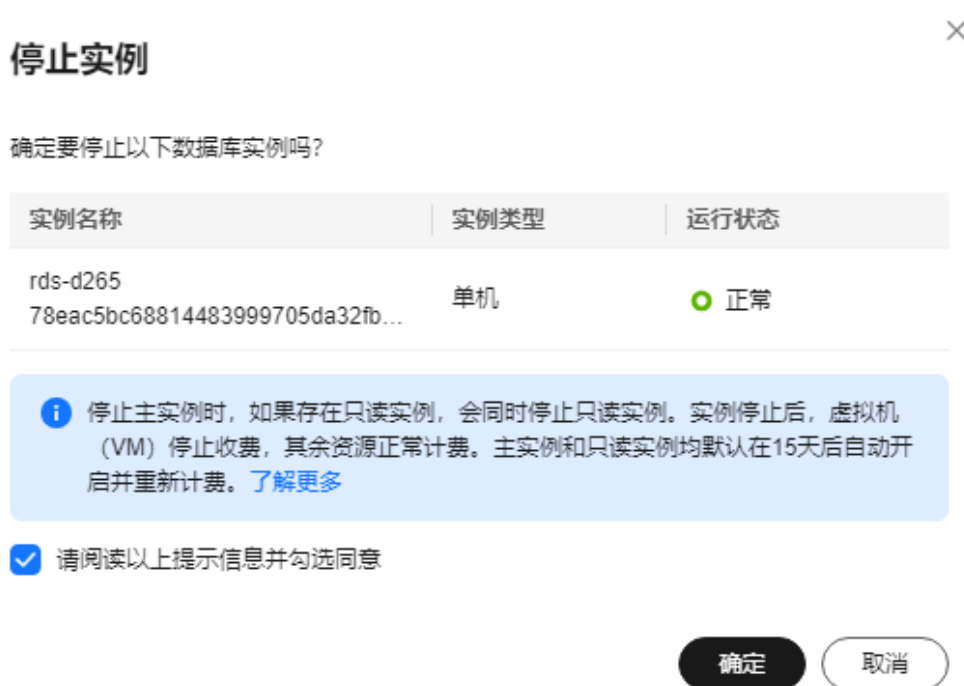 停止实例
确定要停止以下数据库实例吗?
实例名称 实例类型 运行状态
rds-d265
78eac5bc68814483999705da32fb...
单机
正常
停止主实例时，如果存在只读实例，会同时停止只读实例。实例停止后，虚拟机
（VM）停止收费，其余资源正常计费。主实例和只读实例均默认在15天后自动开
启并重新计费。了解更多
请阅读以上提示信息并勾选同意
确定 取消